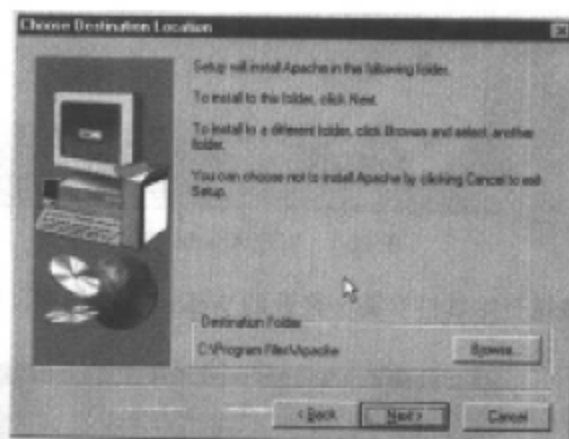 Choose Destination Location
Setup will install Apache in the following folder.
To install to this folder, click Next.
To install to a different folder, click Browse and select another
folder.
You can choose not to install Apache by clicking Cancel to exit
Setup.
Destination Folder
C:\Program Files\Apache
Browse...
< Back
Next >
Cancel